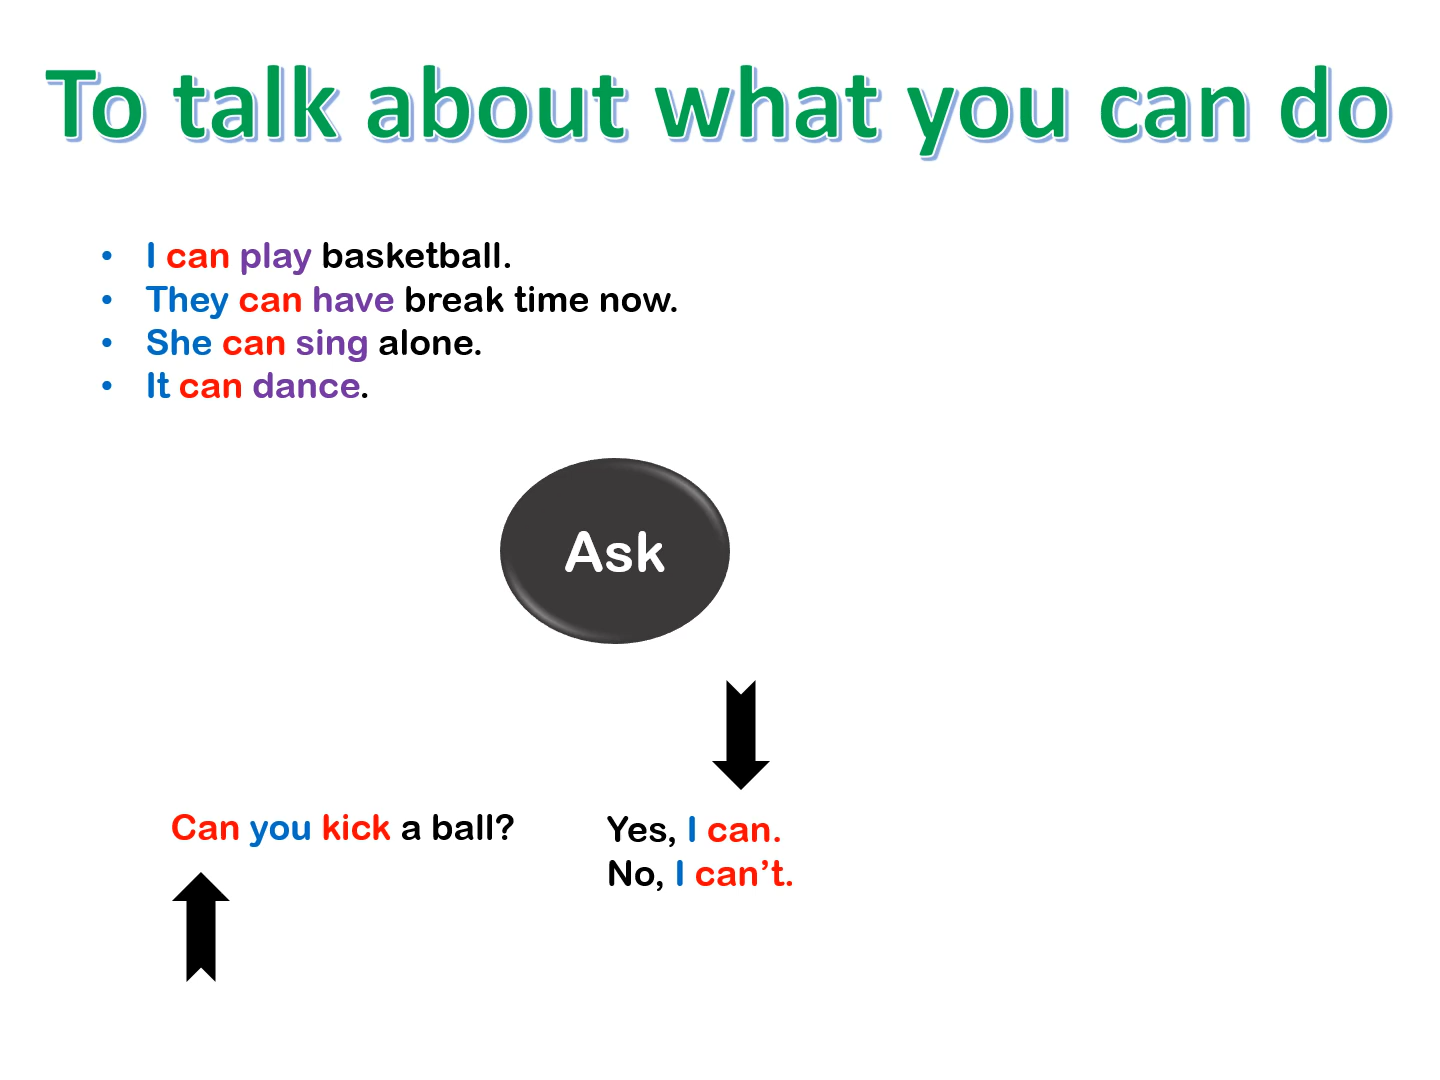 To talk about what you can do
• I can play basketball.
• They can have break time now.
• She can sing alone.
• It can dance.
Ask
Can you kick a ball?
Yes, I can.
No, I can’t.